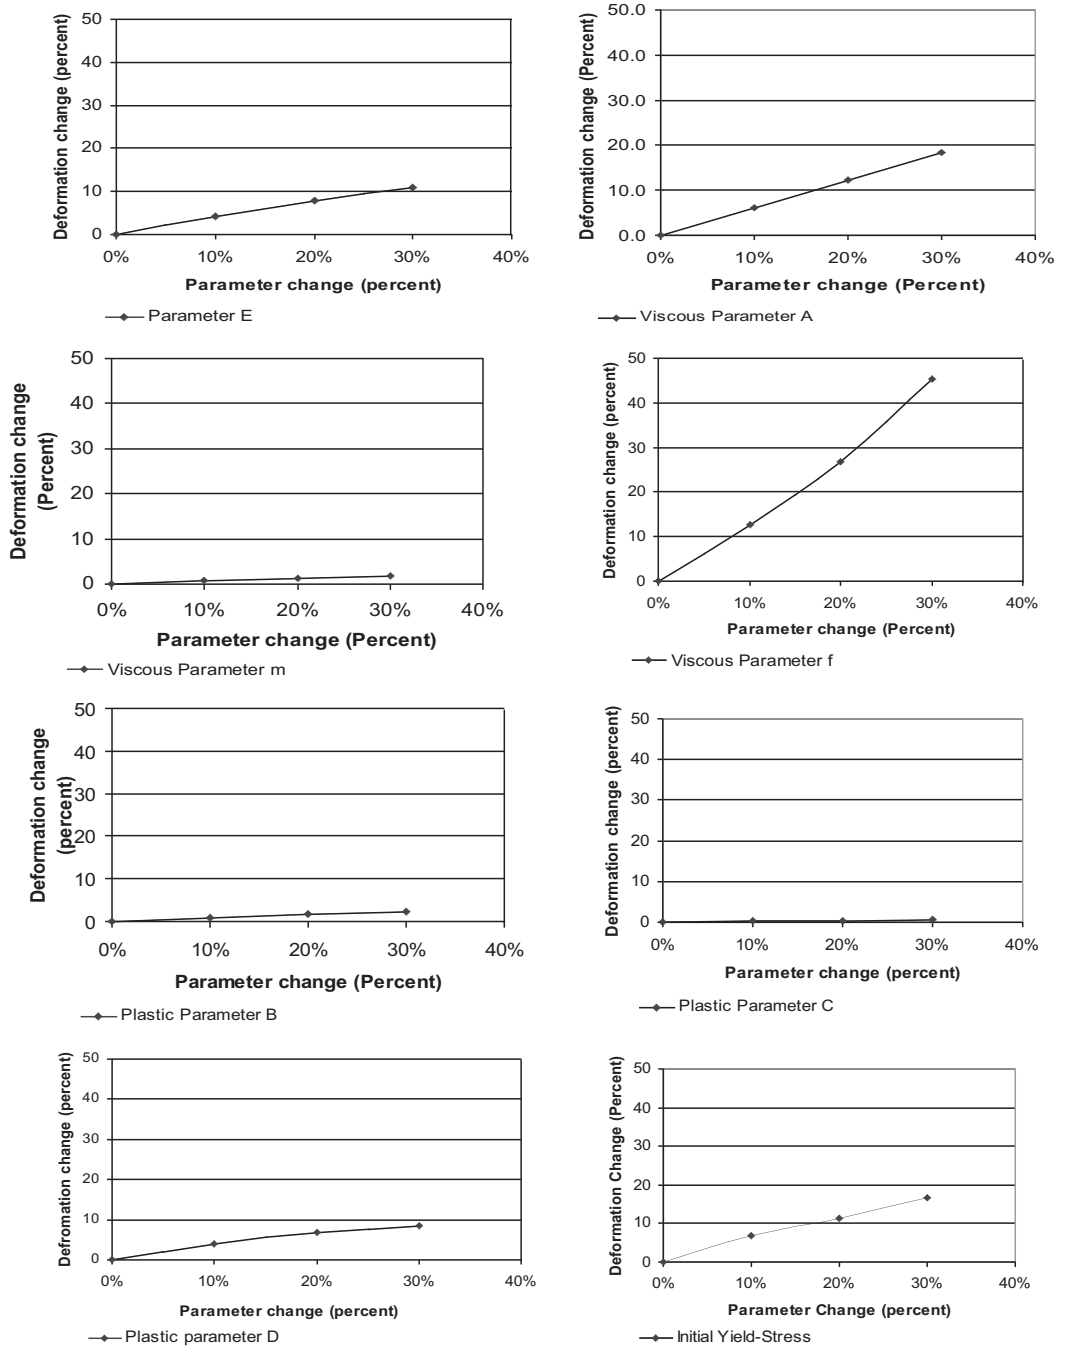 50
40
30
20
10
0
0% 10% 20% 30% 40%
Deformation change (percent)
Parameter change (percent)
Parameter E
50.0
40.0
30.0
20.0
10.0
0.0
0% 10% 20% 30% 40%
Deformation change (Percent)
Parameter change (Percent)
Viscous Parameter A
50
40
30
20
10
0
0% 10% 20% 30% 40%
Deformation change
(Percent)
Parameter change (Percent)
Viscous Parameter m
50
40
30
20
10
0
0% 10% 20% 30% 40%
Deformation change (percent)
Parameter change (Percent)
Viscous Parameter f
50
40
30
20
10
0
0% 10% 20% 30% 40%
Deformation change
(percent)
Parameter change (Percent)
Plastic Parameter B
50
40
30
20
10
0
0% 10% 20% 30% 40%
Deformation change (percent)
Parameter change (percent)
Plastic Parameter C
50
40
30
20
10
0
0% 10% 20% 30% 40%
Defromation change (percent)
Parameter change (percent)
Plastic parameter D
50
40
30
20
10
0
0% 10% 20% 30% 40%
Deformation Change (Percent)
Parameter Change (percent)
Initial Yield-Stress